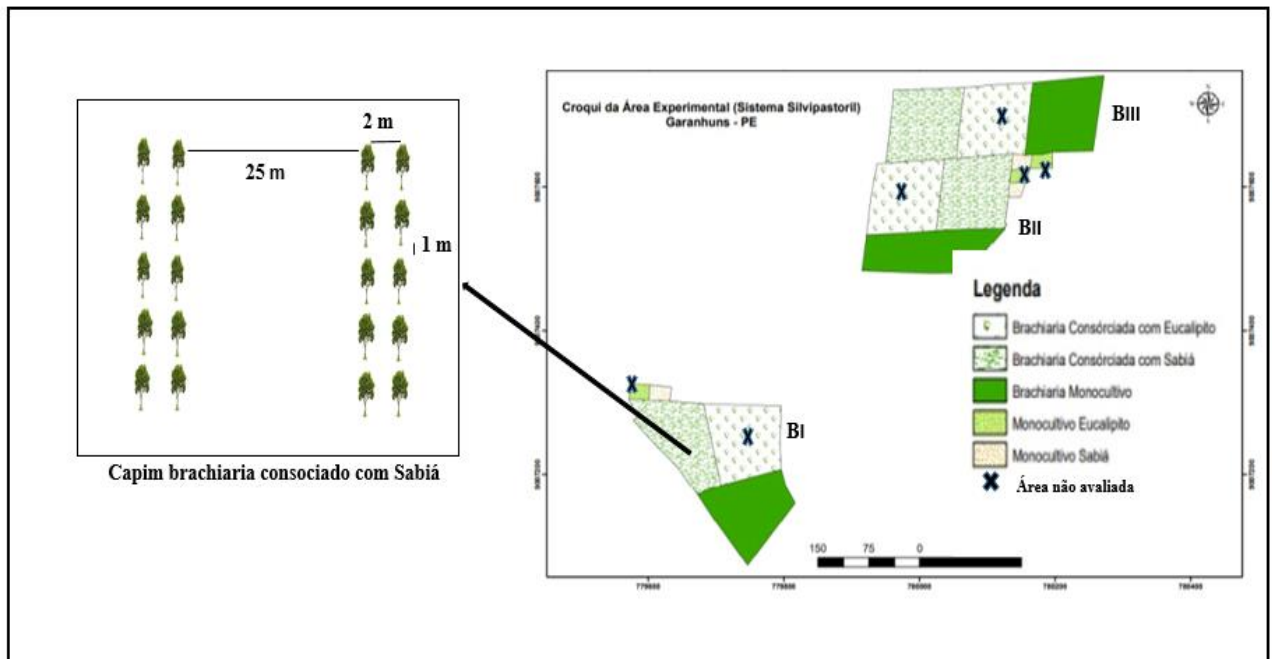 2 m
25 m
1 m
Capim brachiaria consociado com Sabiá
Croqui da Área Experimental (Sistema Silvipastoril)
Garanhuns - PE
BIII
BII
BI
Legenda
Brachiaria Consórciada com Eucalípito
Brachiaria Consórciada com Sabiá
Brachiaria Monocultivo
Monocultivo Eucalípito
Monocultivo Sabiá
Área não avaliada
150 75 0